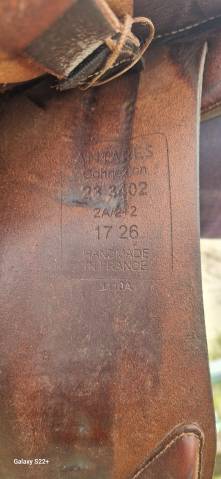 ANTARES
Connexion
23 3402
2A/2+2
17 26
HANDMADE
IN FRANCE
Galaxy S22+